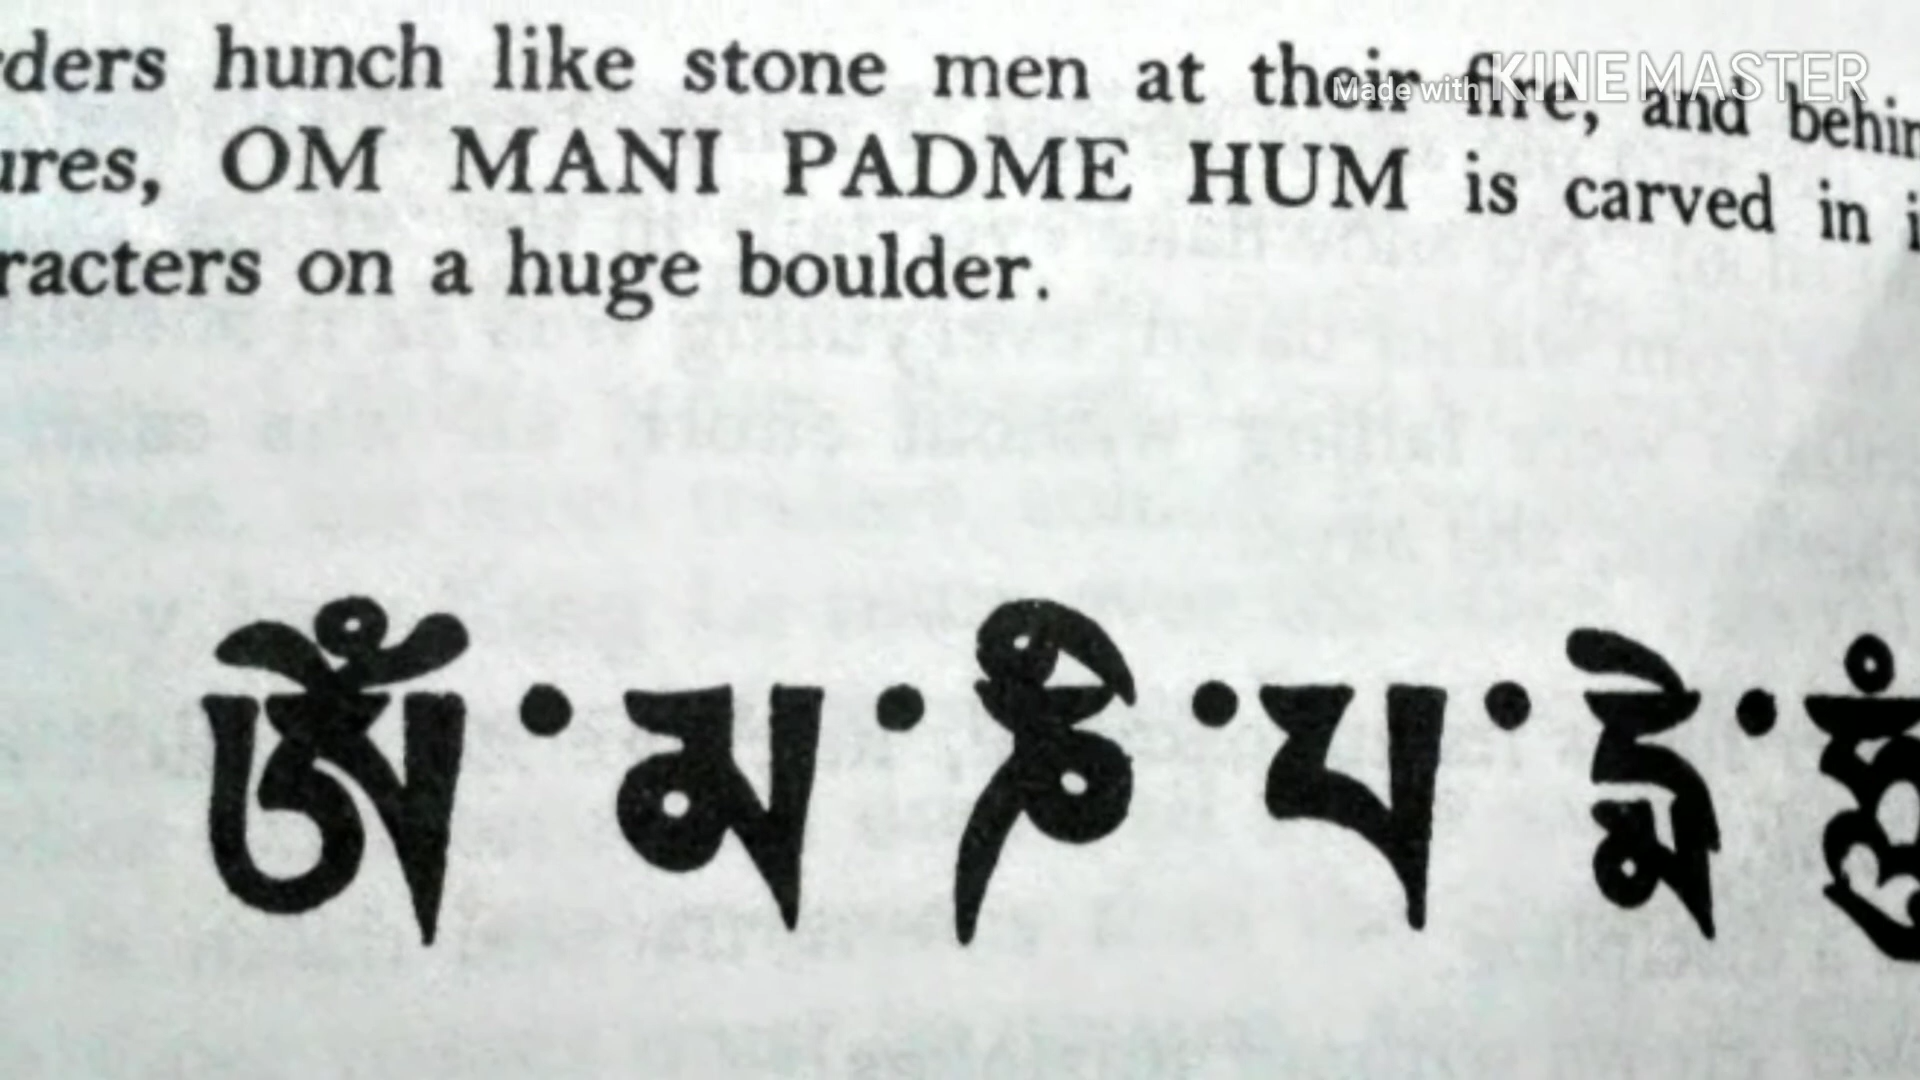 Made with KINEMASTER
rders hunch like stone men at their fire, and behin
ures, OM MANI PADME HUM is carved in i
racters on a huge boulder.
ཨོཾ་མ་ཎི་པ་དྨེ་ཧཱུྃ